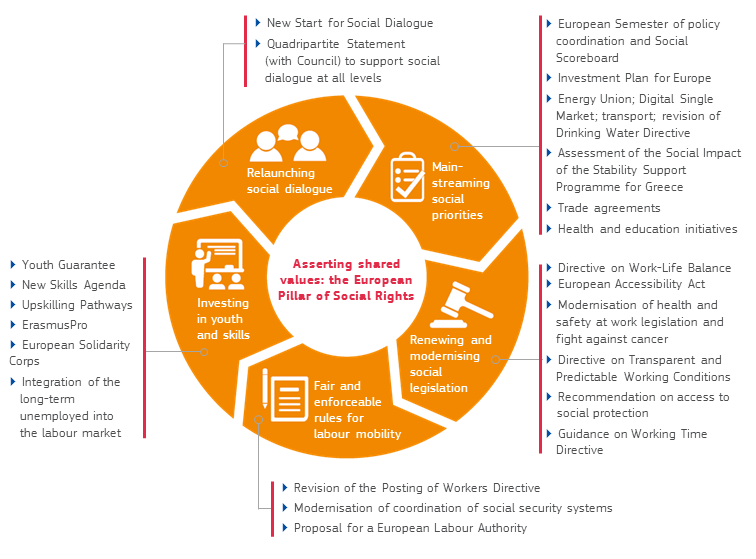 New Start for Social Dialogue
Quadripartite Statement
(with Council) to support social
dialogue at all levels
European Semester of policy
coordination and Social
Scoreboard
Investment Plan for Europe
Energy Union; Digital Single
Market; transport; revision of
Drinking Water Directive
Assessment of the Social Impact
of the Stability Support
Programme for Greece
Trade agreements
Health and education initiatives
Relaunching
social dialogue
Main-
streaming
social
priorities
Asserting shared
values: the European
Pillar of Social Rights
Youth Guarantee
New Skills Agenda
Upskilling Pathways
ErasmusPro
European Solidarity
Corps
Integration of the
long-term
unemployed into
the labour market
Investing
in youth
and skills
Renewing and
modernising
social
legislation
Directive on Work-Life Balance
European Accessibility Act
Modernisation of health and
safety at work legislation and
fight against cancer
Directive on Transparent and
Predictable Working Conditions
Recommendation on access to
social protection
Guidance on Working Time
Directive
Fair and
enforceable
rules for
labour mobility
Revision of the Posting of Workers Directive
Modernisation of coordination of social security systems
Proposal for a European Labour Authority